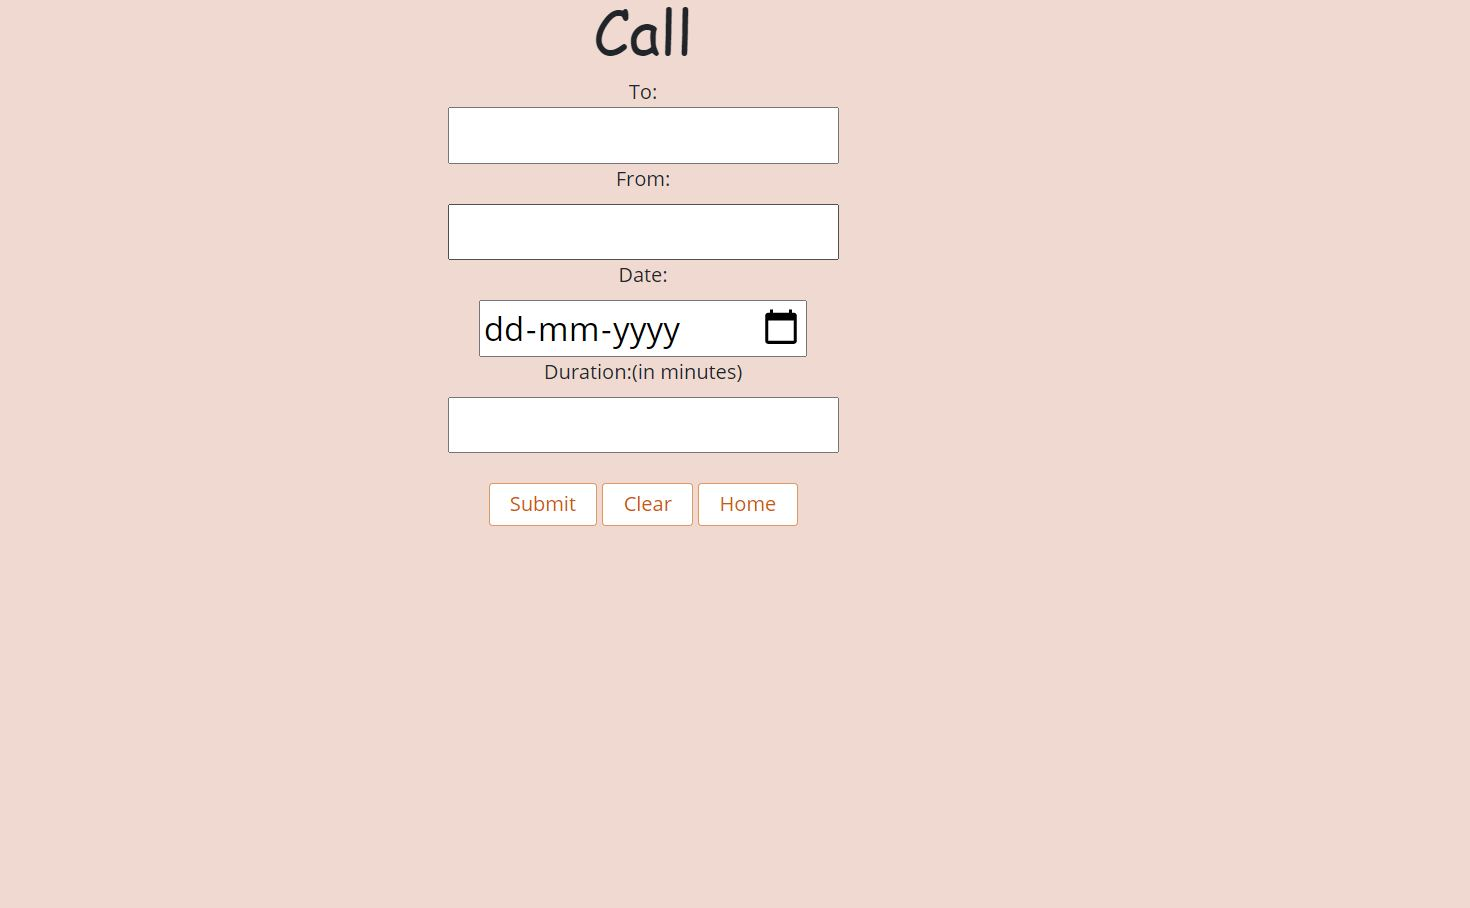 Call
To:
From:
Date:
dd-mm-yyyy
Duration:(in minutes)
Submit Clear Home